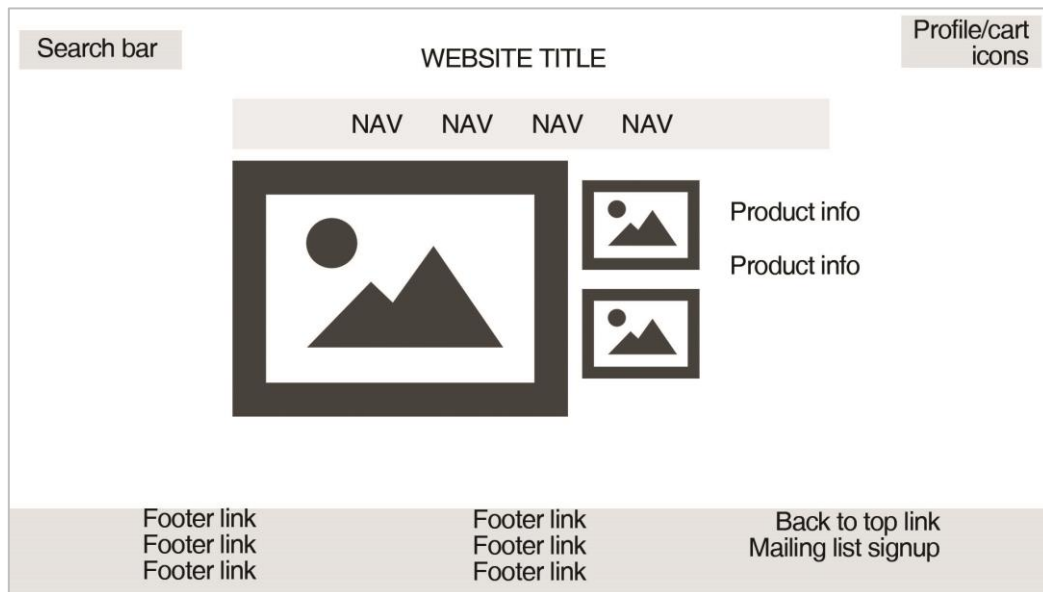 Search bar
WEBSITE TITLE
Profile/cart
icons
NAV NAV NAV NAV
Product info
Product info
Footer link
Footer link
Footer link
Footer link
Footer link
Footer link
Back to top link
Mailing list signup